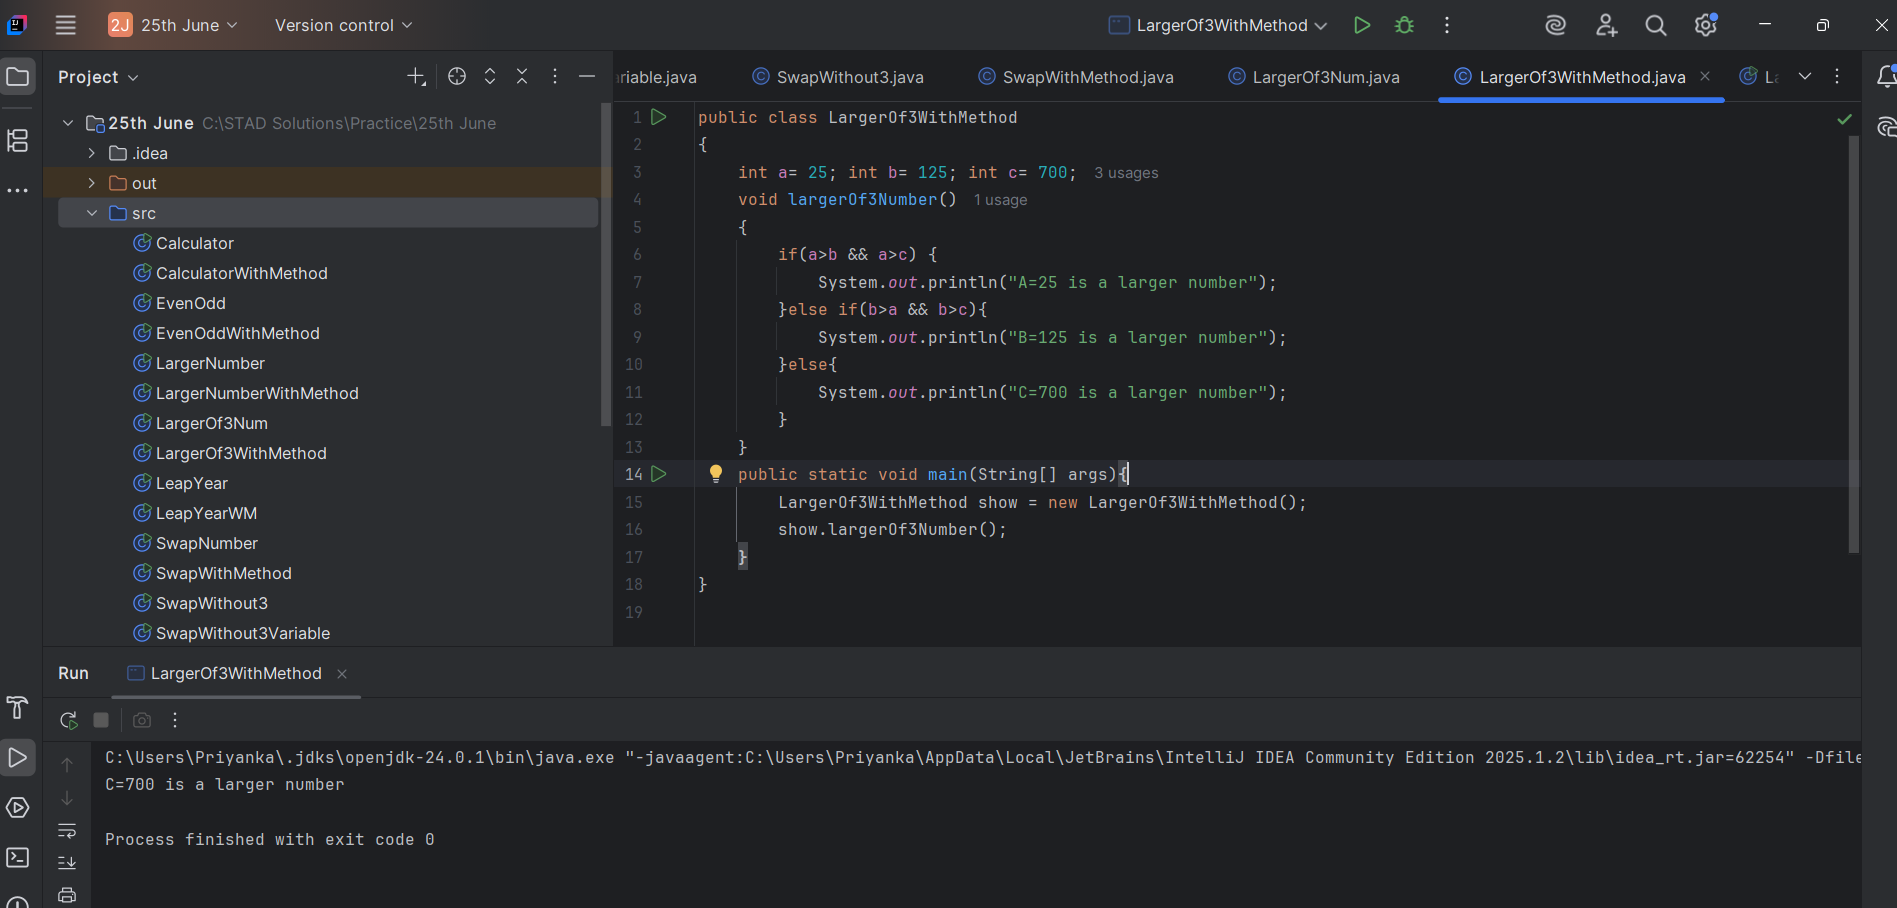 2J 25th June Version control LargerOf3WithMethod
Project
riable.java SwapWithout3.java SwapWithMethod.java LargerOf3Num.java LargerOf3WithMethod.java
25th June C:\STAD Solutions\Practice\25th June
.idea
out
src
Calculator
CalculatorWithMethod
EvenOdd
EvenOddWithMethod
LargerNumber
LargerNumberWithMethod
LargerOf3Num
LargerOf3WithMethod
LeapYear
LeapYearWM
SwapNumber
SwapWithMethod
SwapWithout3
SwapWithout3Variable
1 public class LargerOf3WithMethod
2 {
3 int a= 25; int b= 125; int c= 700; 3 usages
4 void largerOf3Number() 1 usage
5 {
6 if(a>b && a>c) {
7 System.out.println("A=25 is a larger number");
8 }else if(b>a && b>c){
9 System.out.println("B=125 is a larger number");
10 }else{
11 System.out.println("C=700 is a larger number");
12 }
13 }
14 public static void main(String[] args){
15 LargerOf3WithMethod show = new LargerOf3WithMethod();
16 show.largerOf3Number();
17 }
18 }
19
Run LargerOf3WithMethod
C:\Users\Priyanka\.jdks\openjdk-24.0.1\bin\java.exe "-javaagent:C:\Users\Priyanka\AppData\Local\JetBrains\IntelliJ IDEA Community Edition 2025.1.2\lib\idea_rt.jar=62254" -Dfile
C=700 is a larger number
Process finished with exit code 0